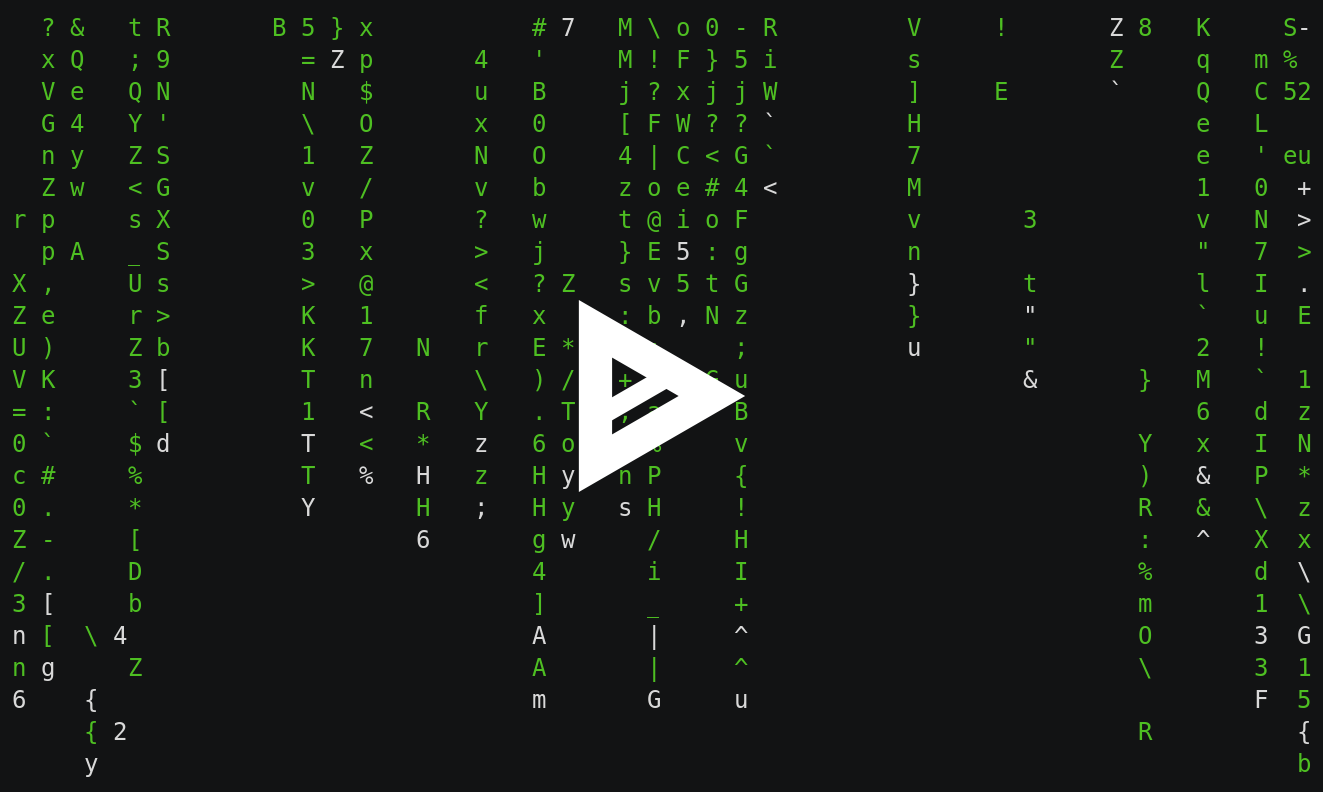 ? & t R B 5 } x # 7 M \ o 0 - R V ! Z 8 K S-
x Q ; 9 = Z p 4 ' M ! F } 5 i s Z q m %
V e Q N N $ u B j ? x j j W ] E ` Q C 52
G 4 Y ' \ O x 0 [ F W ? ? ` H e L
n y Z S 1 Z N O 4 | C < G ` 7 e ' eu
Z w < G v / v b z o e # 4 < M 1 0 +
r p s X 0 P ? w t @ i o F v 3 v N >
p A _ S 3 x > j } E 5 : g n " 7 >
X , U s > @ < ? Z s v 5 t G } t l I .
Z e r > K 1 f x : b , N z } " ` u E
U ) Z b K 7 N r E * ; u " 2 !
V K 3 [ T n \ ) / + u & } M ` 1
= : ` [ 1 < R Y . T B 6 d z
0 ` $ d T < * z 6 o v Y x I N
c # % T % H z H y n P { ) & P *
0 . * Y H ; H y s H ! R & \ z
Z - [ 6 g w / H : ^ X x
/ . D 4 i I % d \
3 [ b ] _ + m 1 \
n [ \ 4 A | ^ O 3 G
n g Z A | ^ \ 3 1
6 { m G u F 5
{ 2 R {
y b